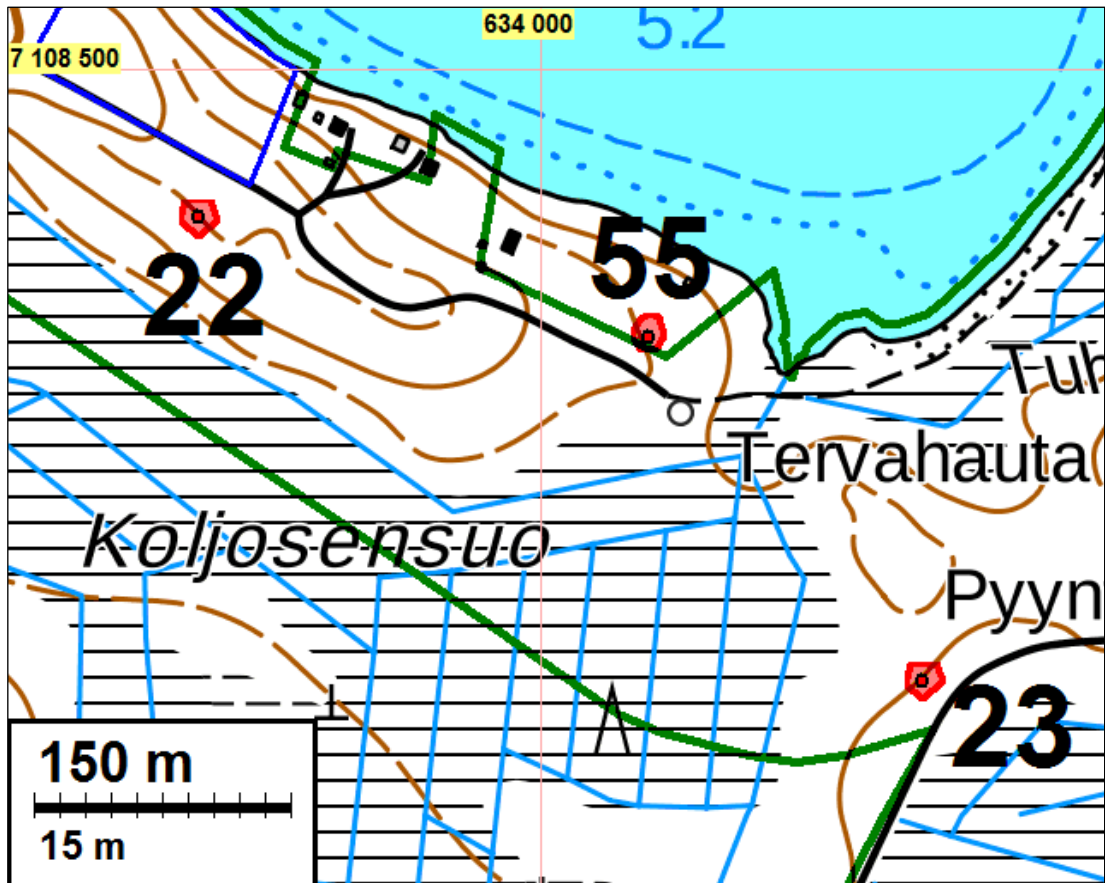 634 000
5.2
7 108 500
55
22
Tuh
Tervahauta
Koljosensuo
Pyyn
23
150 m
15 m